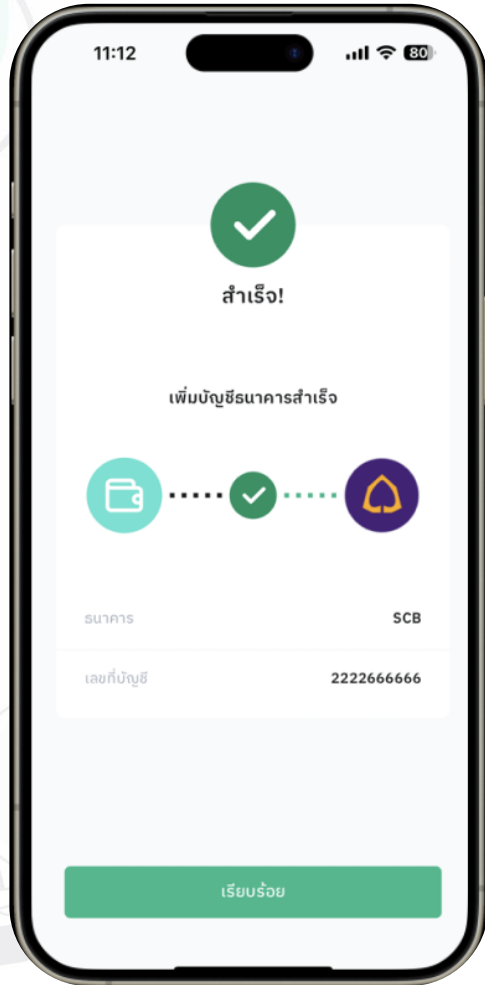 11:12
80
สำเร็จ!
เพิ่มบัญชีธนาคารสำเร็จ
ธนาคาร SCB
เลขที่บัญชี 2222666666
เรียบร้อย